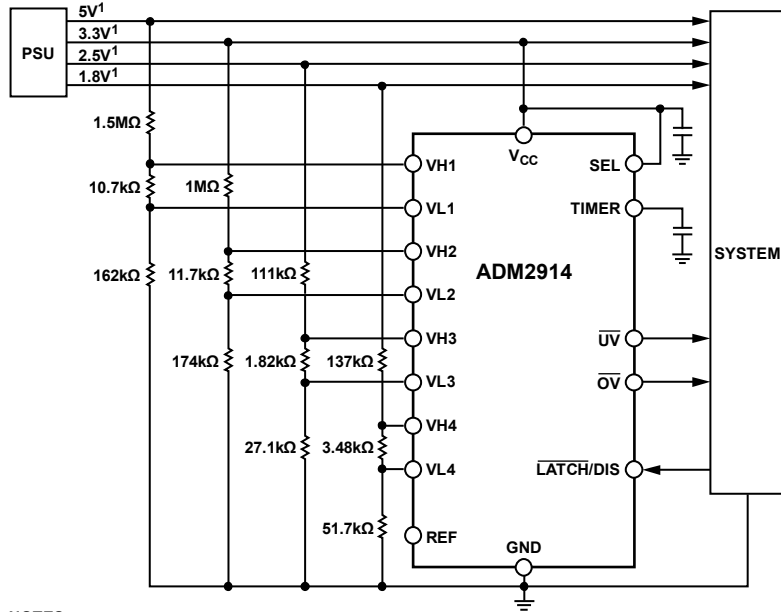 PSU
5V1
3.3V1
2.5V1
1.8V1
1.5MΩ
10.7kΩ
162kΩ
1MΩ
11.7kΩ
174kΩ
111kΩ
1.82kΩ
27.1kΩ
137kΩ
3.48kΩ
51.7kΩ
VH1
VL1
VH2
VL2
VH3
VL3
VH4
VL4
REF
VCC
ADM2914
GND
SEL
TIMER
UV
OV
LATCH/DIS
SYSTEM